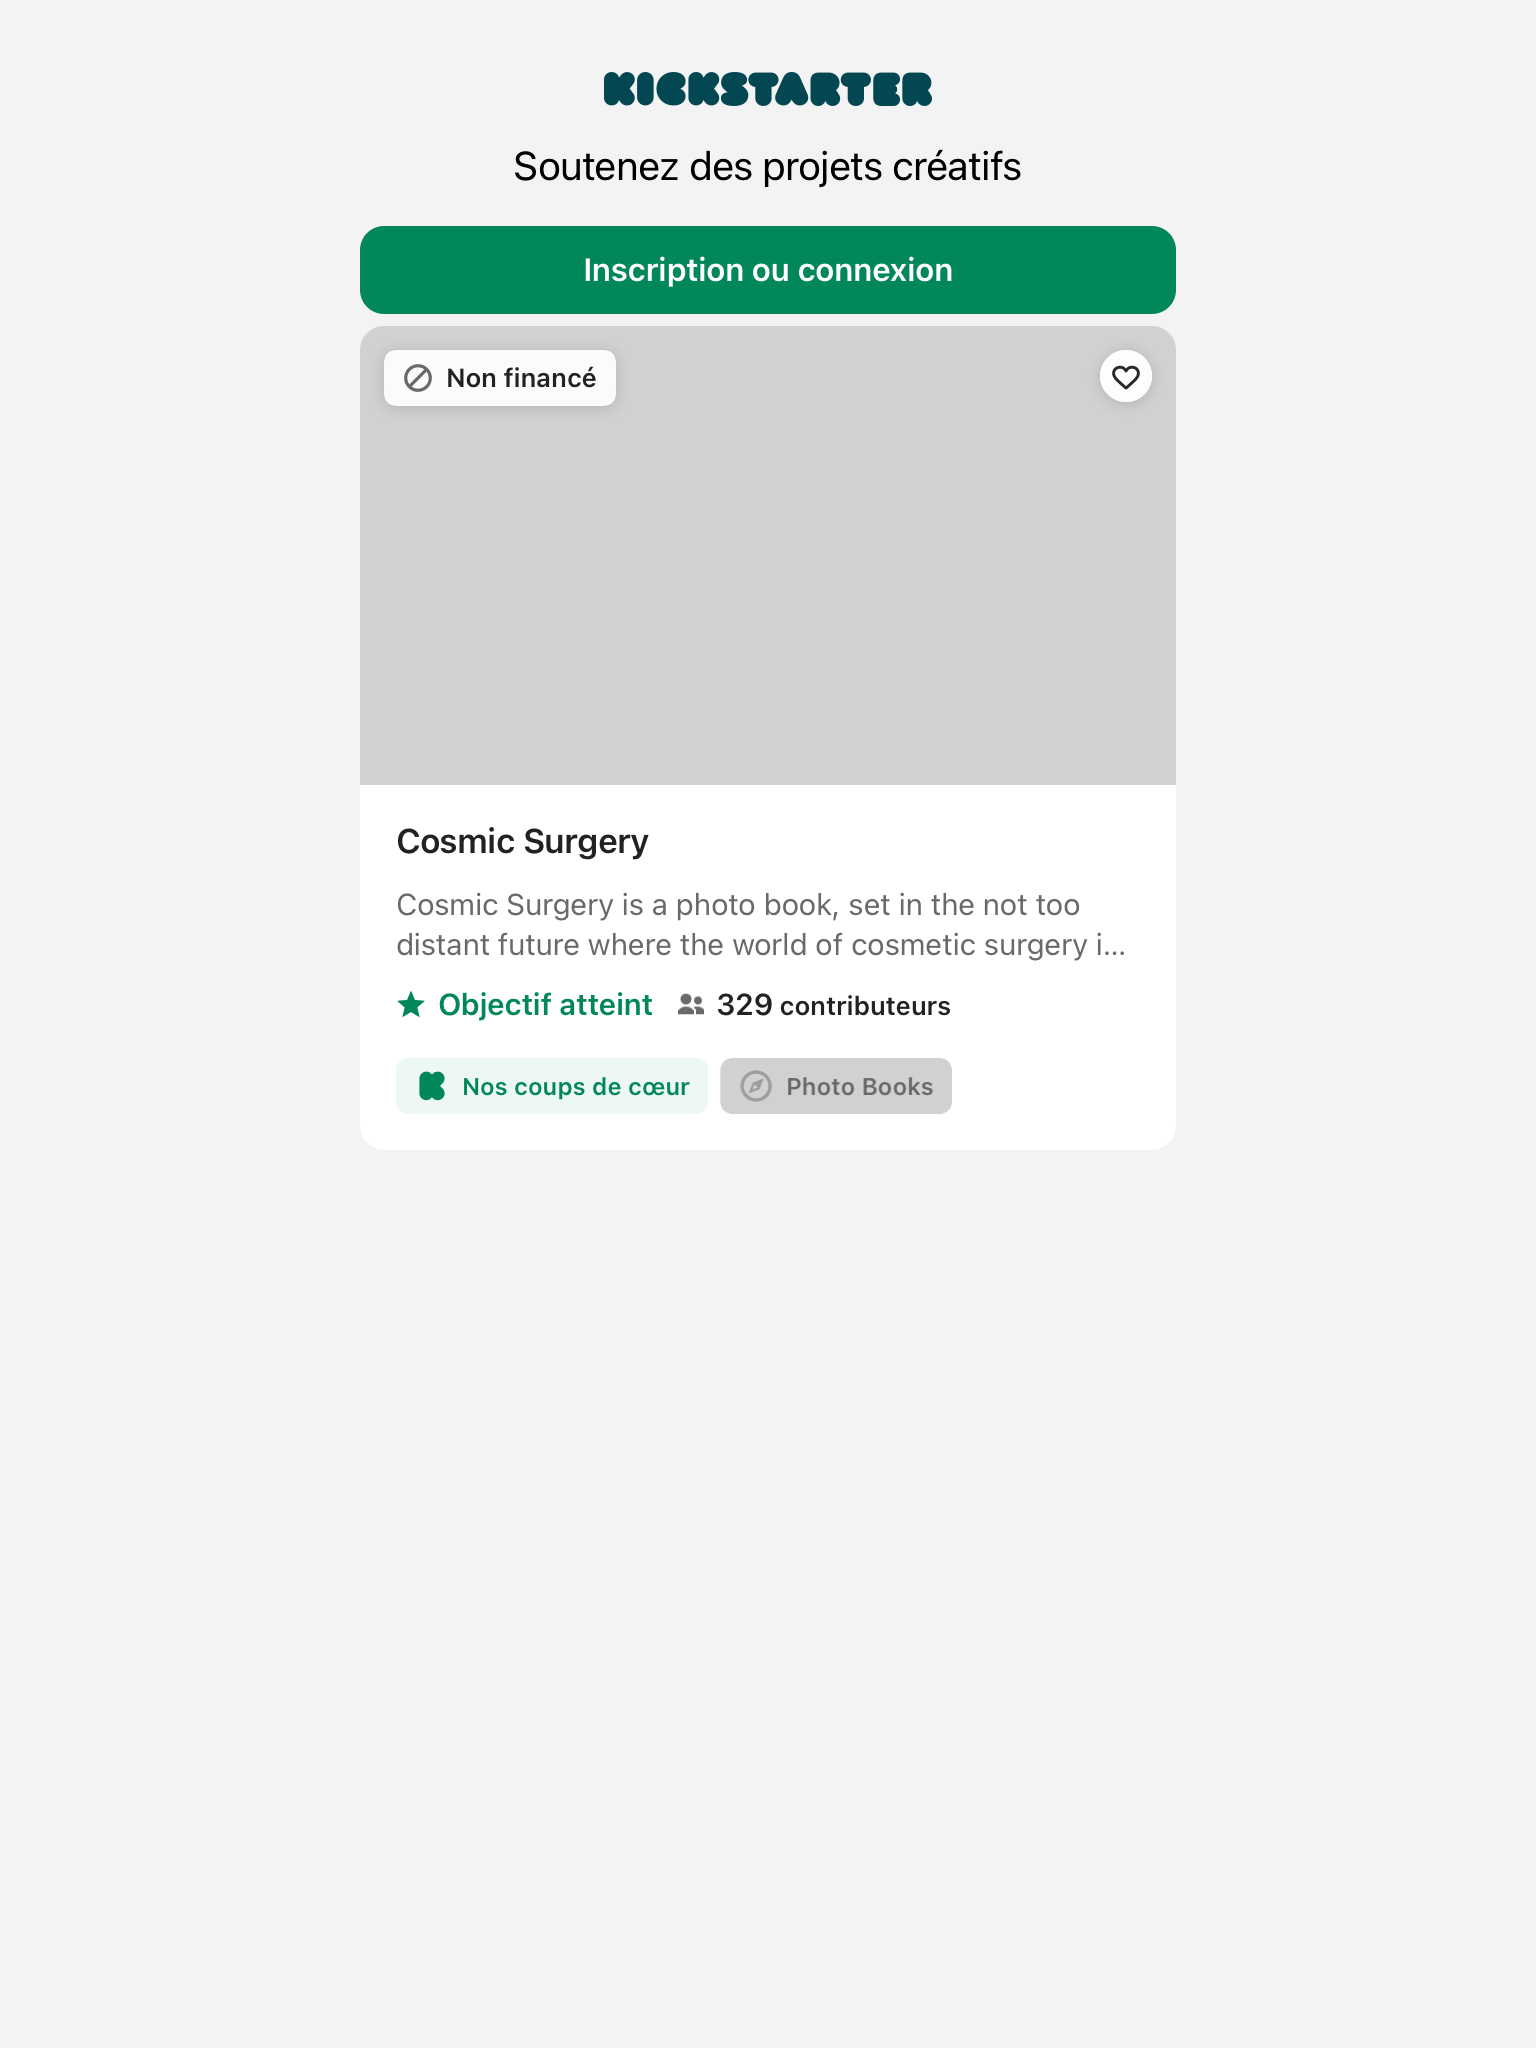 KICKSTARTER
Soutenez des projets créatifs
Inscription ou connexion
Non financé
Cosmic Surgery
Cosmic Surgery is a photo book, set in the not too
distant future where the world of cosmetic surgery i…
Objectif atteint 329 contributeurs
Nos coups de cœur Photo Books